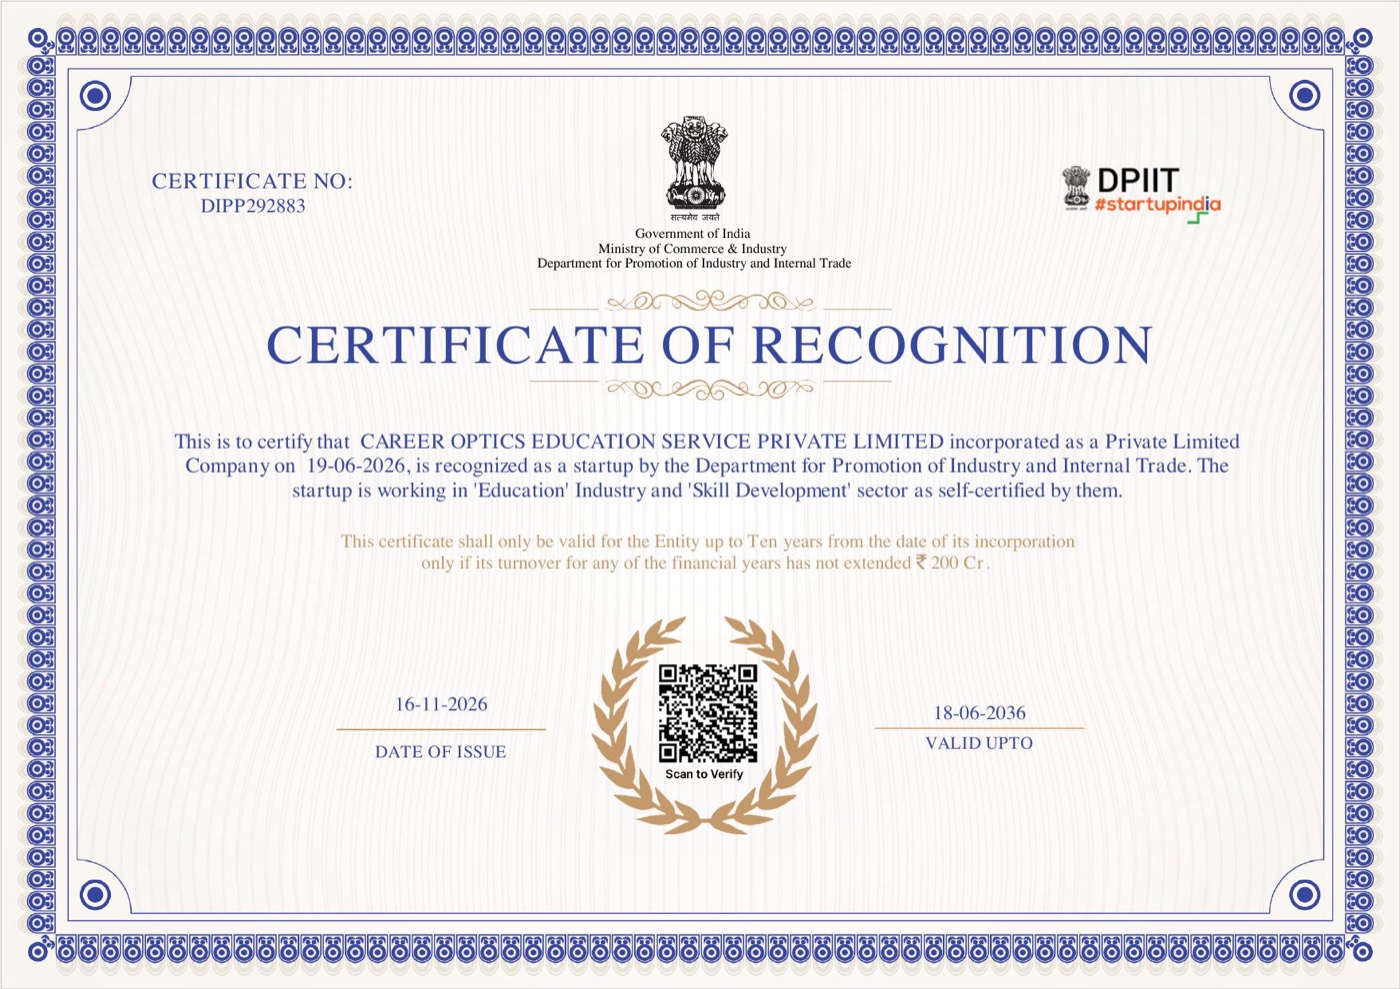 CERTIFICATE NO:
DIPP292883
सत्यमेव जयते
Government of India
Ministry of Commerce & Industry
Department for Promotion of Industry and Internal Trade
DPIIT
#startupindia
CERTIFICATE OF RECOGNITION
This is to certify that CAREER OPTICS EDUCATION SERVICE PRIVATE LIMITED incorporated as a Private Limited
Company on 19-06-2026, is recognized as a startup by the Department for Promotion of Industry and Internal Trade. The
startup is working in 'Education' Industry and 'Skill Development' sector as self-certified by them.
This certificate shall only be valid for the Entity up to Ten years from the date of its incorporation
only if its turnover for any of the financial years has not extended ₹ 200 Cr.
16-11-2026
DATE OF ISSUE
Scan to Verify
18-06-2036
VALID UPTO